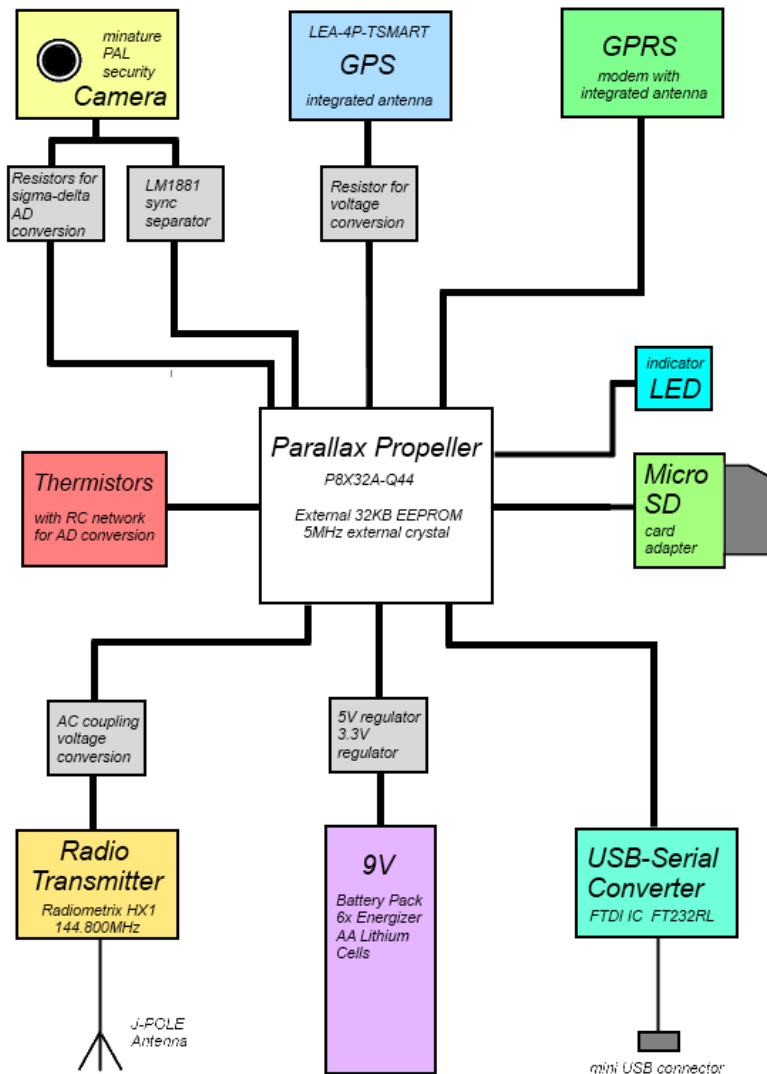 minature
PAL
security
Camera
LEA-4P-TSMART
GPS
integrated antenna
GPRS
modem with
integrated antenna
Resistors for
sigma-delta
AD
conversion
LM1881
sync
separator
Resistor for
voltage
conversion
indicator
LED
Parallax Propeller
P8X32A-Q44
External 32KB EEPROM
5MHz external crystal
Thermistors
with RC network
for AD conversion
Micro
SD
card
adapter
AC coupling
voltage
conversion
5V regulator
3.3V
regulator
Radio
Transmitter
Radiometrix HX1
144.800MHz
9V
Battery Pack
6x Energizer
AA Lithium
Cells
USB-Serial
Converter
FTDI IC FT232RL
J-POLE
Antenna
mini USB connector